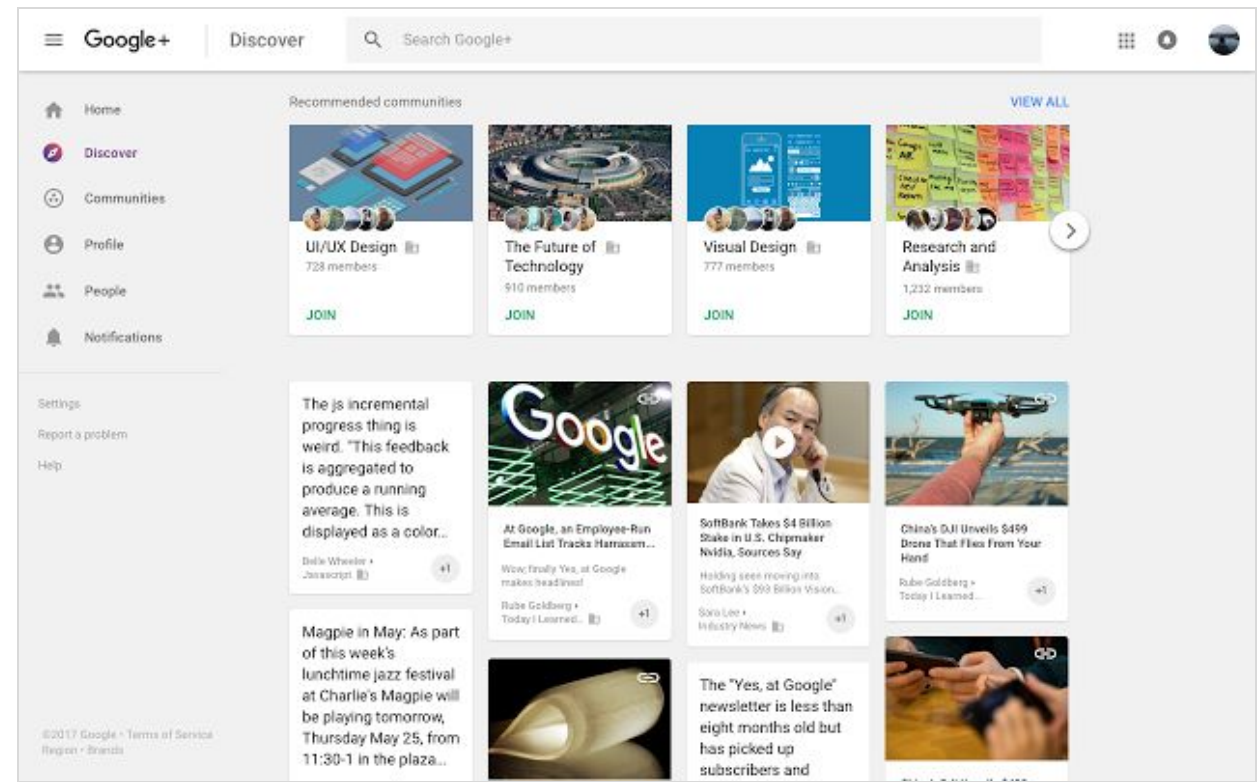 Google+
Discover
Search Google+
Home
Discover
Communities
Profile
People
Notifications
Settings
Report a problem
Help
©2017 Google • Terms of Service
Region • Brands
Recommended communities
VIEW ALL
UI/UX Design
728 members
JOIN
The Future of
Technology
910 members
JOIN
Visual Design
777 members
JOIN
Research and
Analysis
1,232 members
JOIN
The js incremental
progress thing is
weird. "This feedback
is aggregated to
produce a running
average. This is
displayed as a color...
Belle Wheeler •
Javascript
+1
Magpie in May: As part
of this week's
lunchtime jazz festival
at Charlie's Magpie will
be playing tomorrow,
Thursday May 25, from
11:30-1 in the plaza...
Google
At Google, an Employee-Run
Email List Tracks Harrassm...
Wow, finally Yes, at Google
makes headlines!
Rube Goldberg •
Today I Learned...
+1
SoftBank Takes $4 Billion
Stake in U.S. Chipmaker
Nvidia, Sources Say
Holding seen moving into
SoftBank's $93 Billion Vision...
Sara Lee •
Industry News
+1
The "Yes, at Google"
newsletter is less than
eight months old but
has picked up
subscribers and
China's DJI Unveils $499
Drone That Flies From Your
Hand
Rube Goldberg •
Today I Learned...
+1